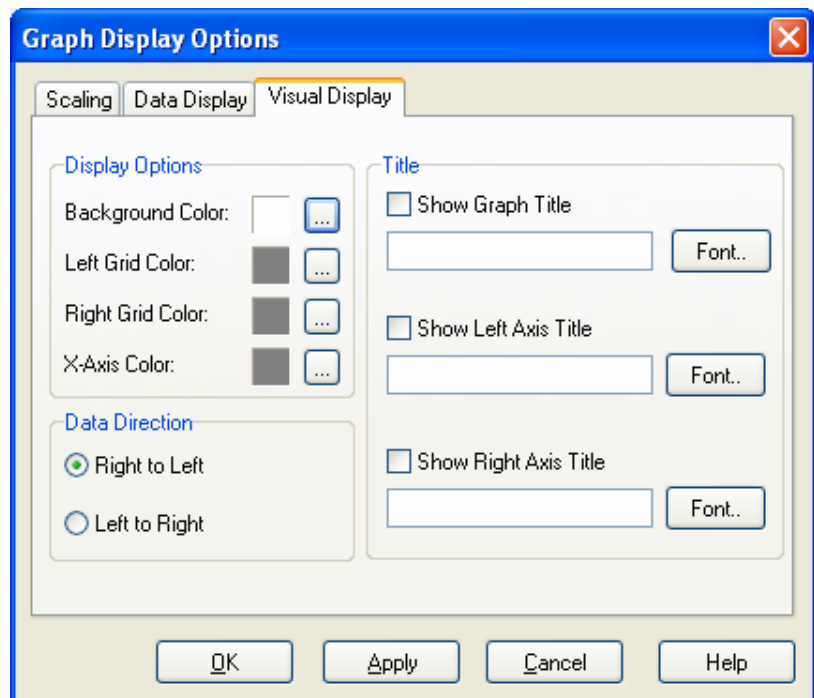 Graph Display Options
Scaling
Data Display
Visual Display
Display Options
Background Color:
...
Left Grid Color:
...
Right Grid Color:
...
X-Axis Color:
...
Data Direction
Right to Left
Left to Right
Title
Show Graph Title
Font..
Show Left Axis Title
Font..
Show Right Axis Title
Font..
OK
Apply
Cancel
Help